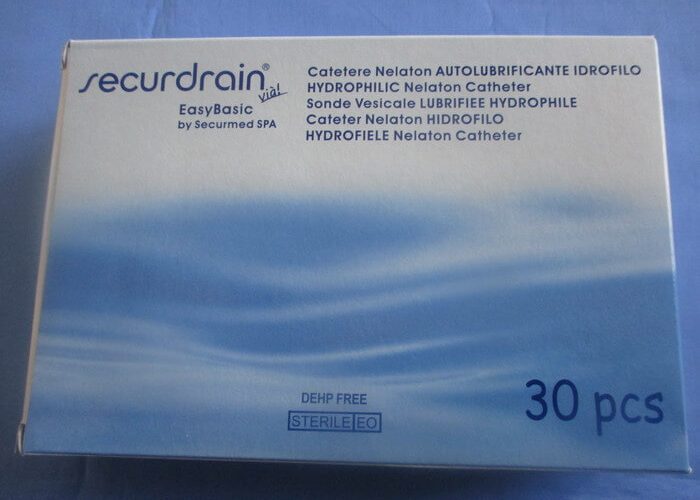 securdrain®
viàl
EasyBasic
by Securmed SPA
Catetere Nelaton AUTOLUBRIFICANTE IDROFILO
HYDROPHILIC Nelaton Catheter
Sonde Vesicale LUBRIFIEE HYDROPHILE
Cateter Nelaton HIDROFILO
HYDROFIELE Nelaton Catheter
DEHP FREE
STERILE EO
30 pcs